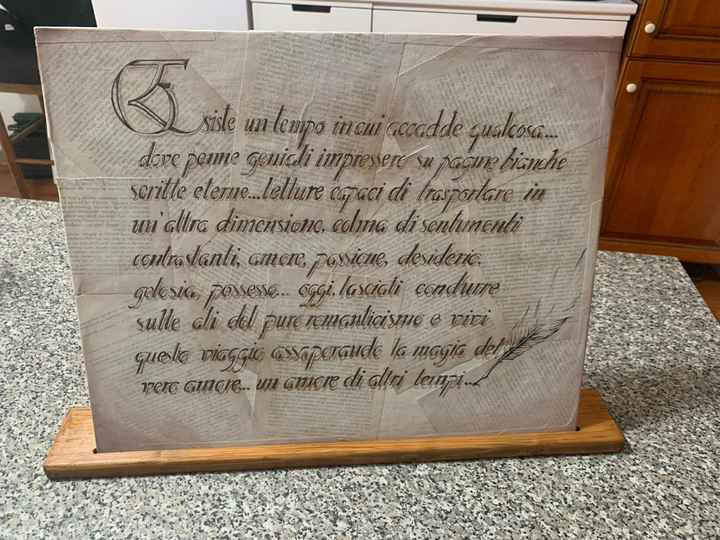 Esiste un tempo in cui accadde qualcosa...
dove penne geniali impressero su pagine bianche
scritte eterne...letture capaci di trasportare in
un'altra dimensione, colma di sentimenti
contrastanti, amore, passione, desiderio,
gelosia, possesso... oggi, lasciati condurre
sulle ali del puro romanticismo e vivi
questo viaggio assaporando la magia del
vero amore... un amore di altri tempi...